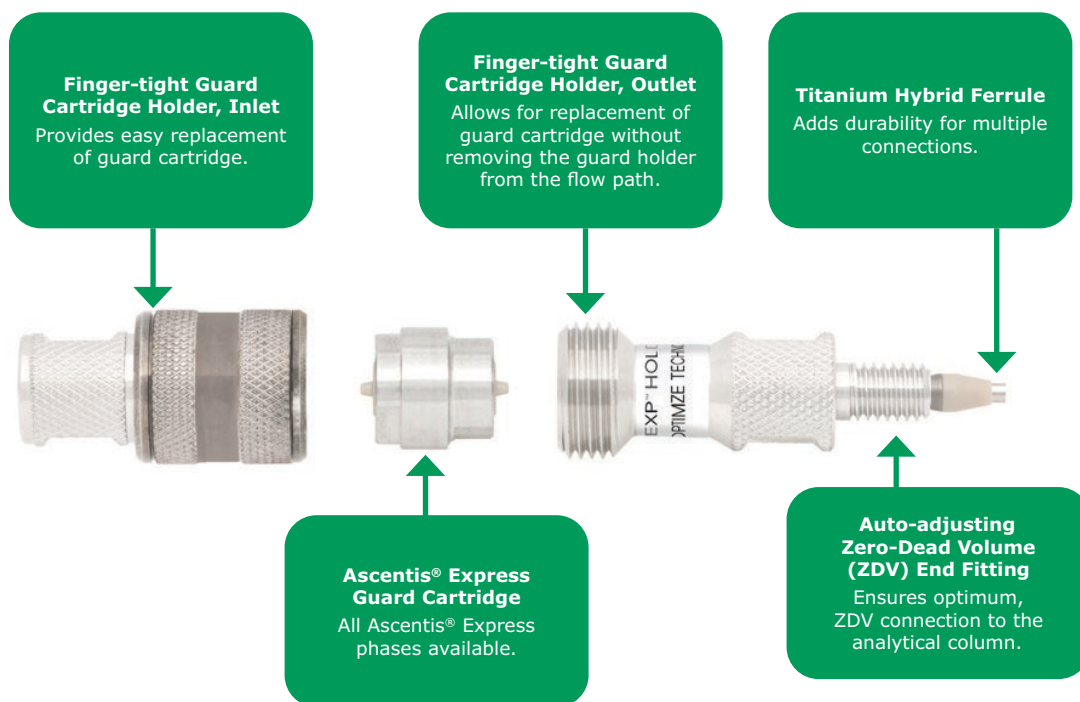 Finger-tight Guard
Cartridge Holder, Inlet
Provides easy replacement
of guard cartridge.
Finger-tight Guard
Cartridge Holder, Outlet
Allows for replacement of
guard cartridge without
removing the guard holder
from the flow path.
Titanium Hybrid Ferrule
Adds durability for multiple
connections.
EXP™ HOL
OPTIMZE TECHN
Ascentis® Express
Guard Cartridge
All Ascentis® Express
phases available.
Auto-adjusting
Zero-Dead Volume
(ZDV) End Fitting
Ensures optimum,
ZDV connection to the
analytical column.